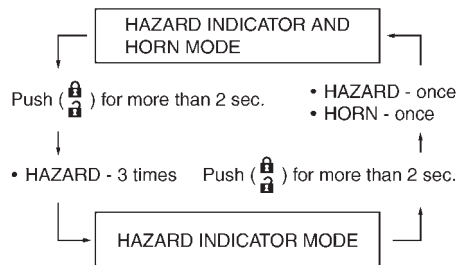 HAZARD INDICATOR AND
HORN MODE
Push ( ) for more than 2 sec.
• HAZARD - once
• HORN - once
• HAZARD - 3 times
Push ( ) for more than 2 sec.
HAZARD INDICATOR MODE